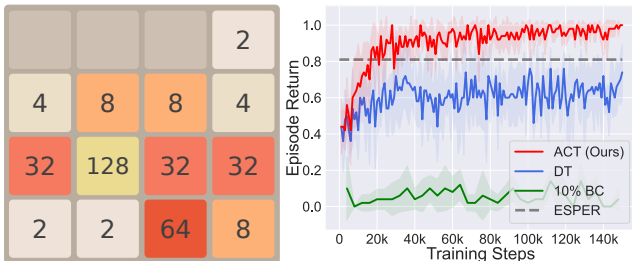 2
4 8 8 4
32 128 32 32
2 2 64 8
Episode Return
1.0
0.8
0.6
0.4
0.2
0.0
0 20k 40k 60k 80k 100k 120k 140k
Training Steps
ACT (Ours)
DT
10% BC
ESPER